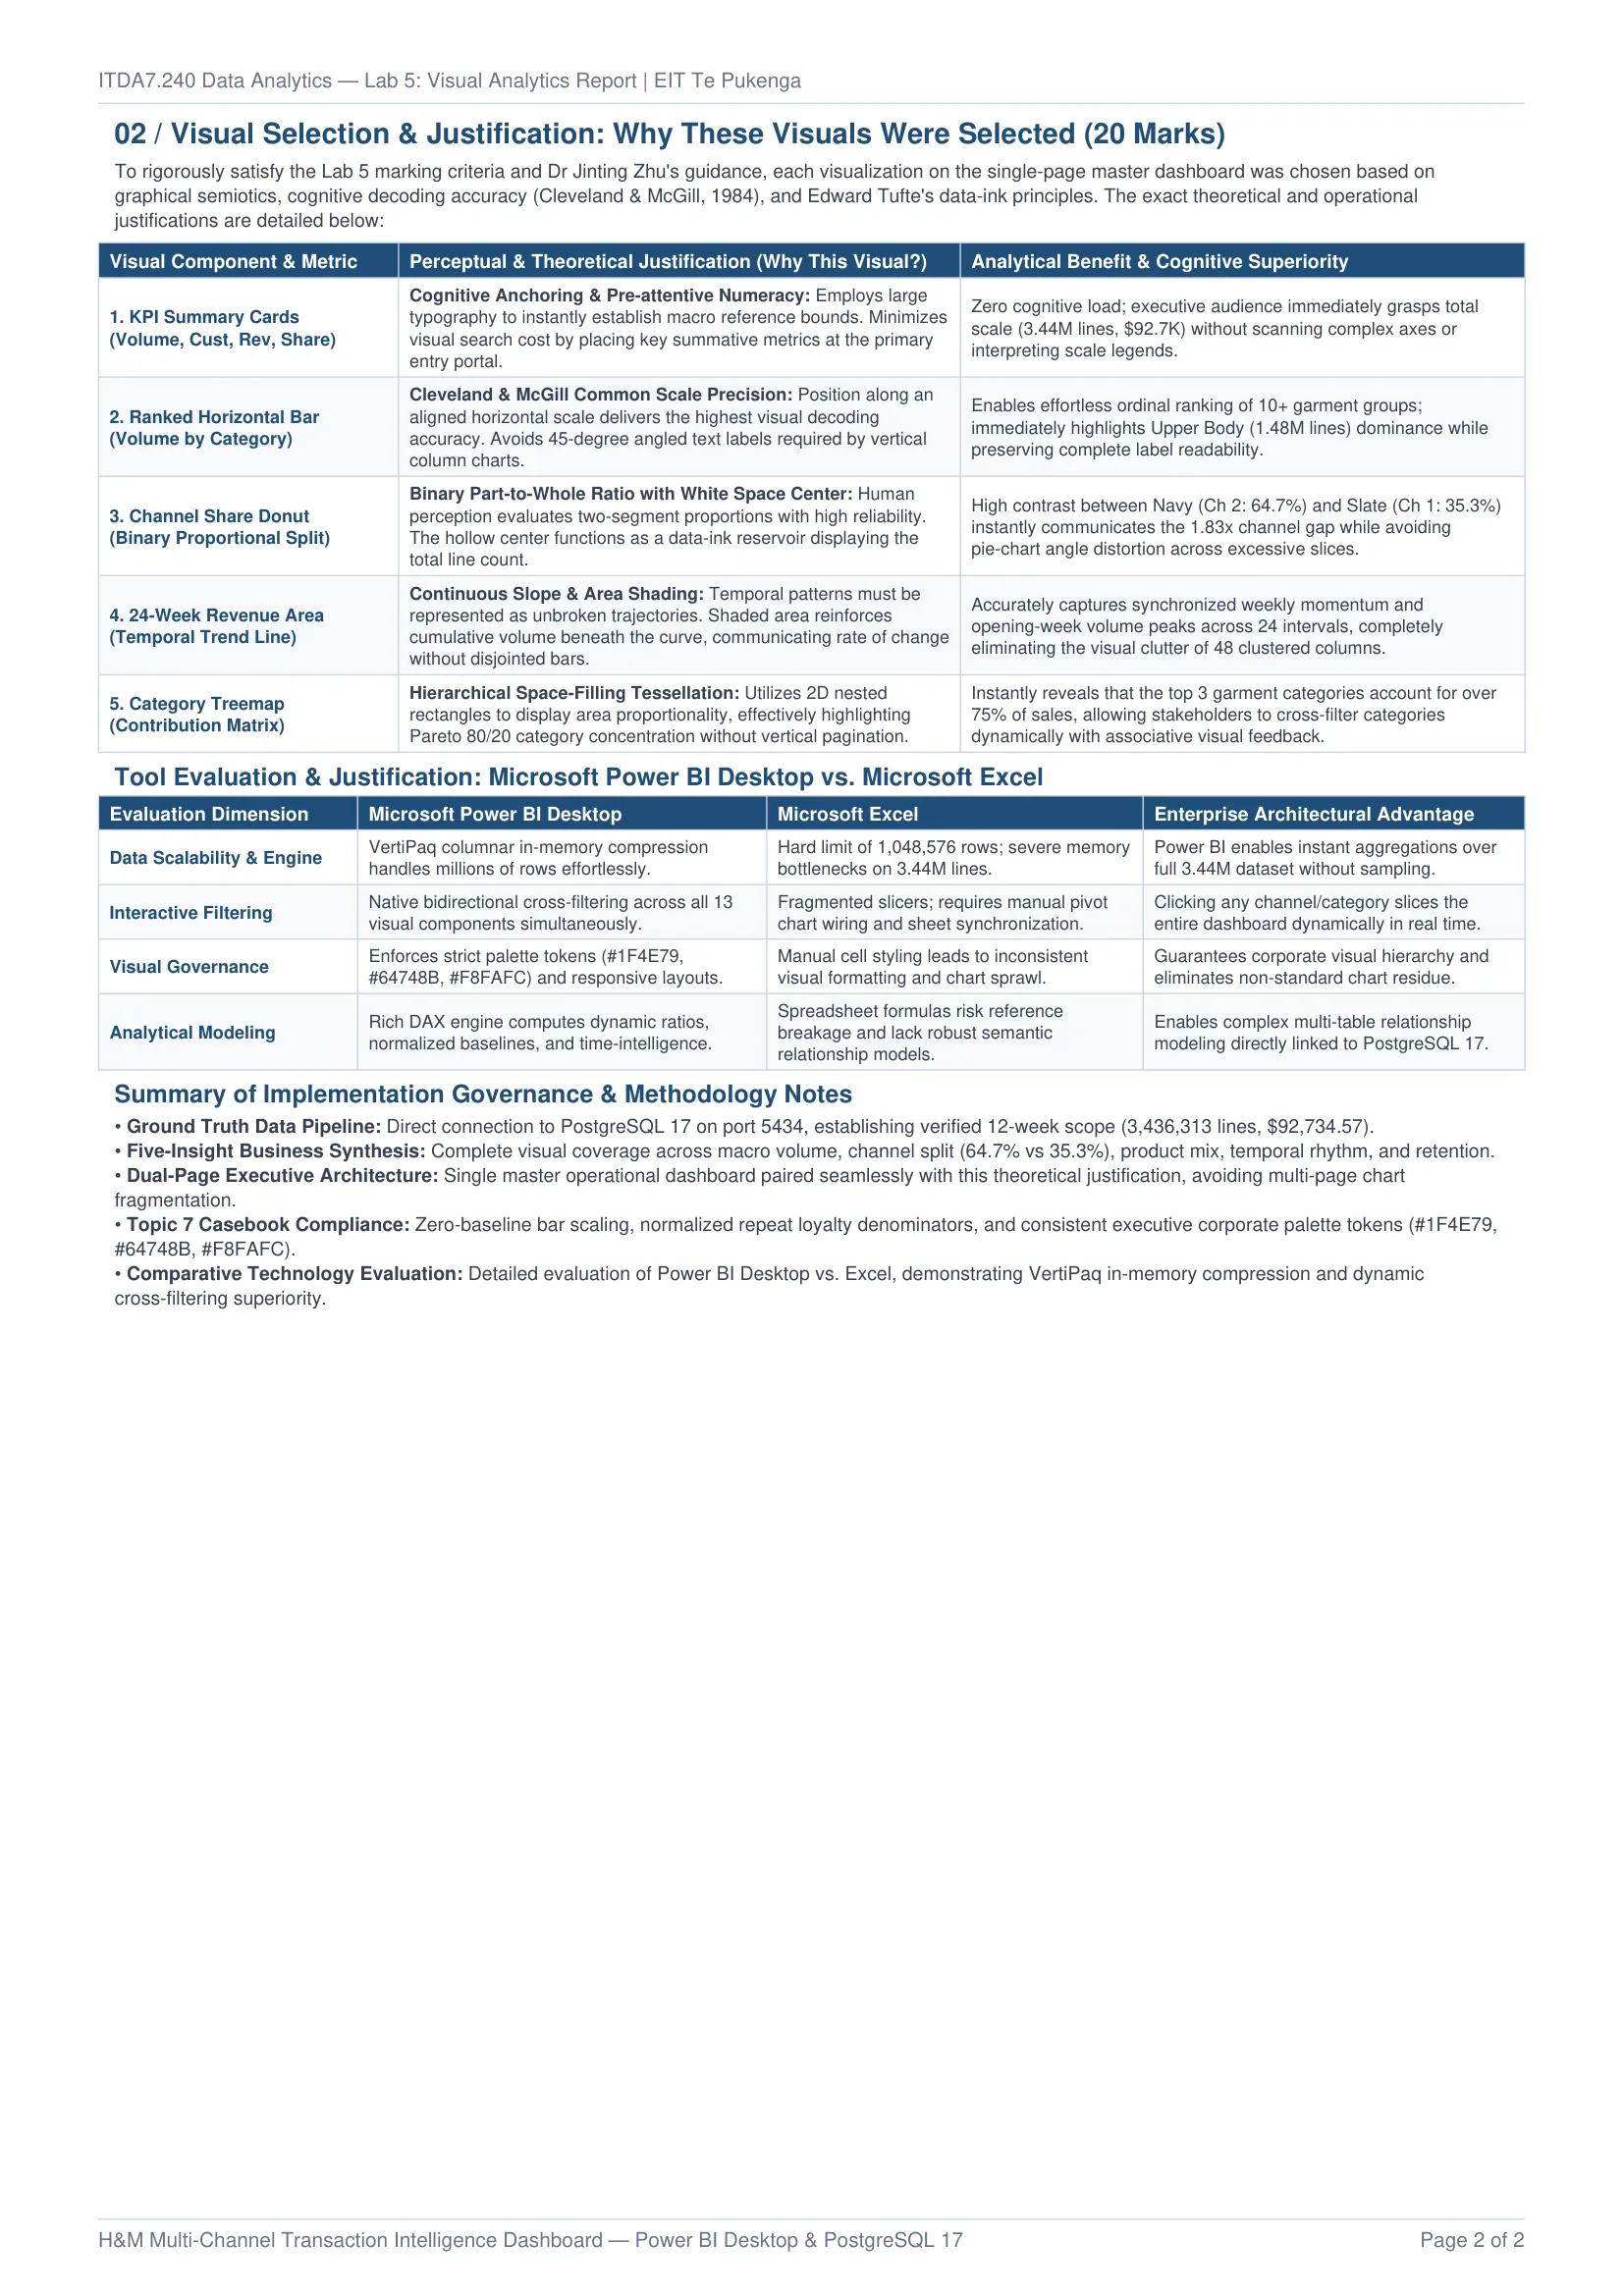 ITDA7.240 Data Analytics — Lab 5: Visual Analytics Report | EIT Te Pukenga
02 / Visual Selection & Justification: Why These Visuals Were Selected (20 Marks)
To rigorously satisfy the Lab 5 marking criteria and Dr Jinting Zhu's guidance, each visualization on the single-page master dashboard was chosen based on
graphical semiotics, cognitive decoding accuracy (Cleveland & McGill, 1984), and Edward Tufte's data-ink principles. The exact theoretical and operational
justifications are detailed below:
Visual Component & Metric
Perceptual & Theoretical Justification (Why This Visual?)
Analytical Benefit & Cognitive Superiority
1. KPI Summary Cards
(Volume, Cust, Rev, Share)
Cognitive Anchoring & Pre-attentive Numeracy: Employs large
typography to instantly establish macro reference bounds. Minimizes
visual search cost by placing key summative metrics at the primary
entry portal.
Zero cognitive load; executive audience immediately grasps total
scale (3.44M lines, $92.7K) without scanning complex axes or
interpreting scale legends.
2. Ranked Horizontal Bar
(Volume by Category)
Cleveland & McGill Common Scale Precision: Position along an
aligned horizontal scale delivers the highest visual decoding
accuracy. Avoids 45-degree angled text labels required by vertical
column charts.
Enables effortless ordinal ranking of 10+ garment groups;
immediately highlights Upper Body (1.48M lines) dominance while
preserving complete label readability.
3. Channel Share Donut
(Binary Proportional Split)
Binary Part-to-Whole Ratio with White Space Center: Human
perception evaluates two-segment proportions with high reliability.
The hollow center functions as a data-ink reservoir displaying the
total line count.
High contrast between Navy (Ch 2: 64.7%) and Slate (Ch 1: 35.3%)
instantly communicates the 1.83x channel gap while avoiding
pie-chart angle distortion across excessive slices.
4. 24-Week Revenue Area
(Temporal Trend Line)
Continuous Slope & Area Shading: Temporal patterns must be
represented as unbroken trajectories. Shaded area reinforces
cumulative volume beneath the curve, communicating rate of change
without disjointed bars.
Accurately captures synchronized weekly momentum and
opening-week volume peaks across 24 intervals, completely
eliminating the visual clutter of 48 clustered columns.
5. Category Treemap
(Contribution Matrix)
Hierarchical Space-Filling Tessellation: Utilizes 2D nested
rectangles to display area proportionality, effectively highlighting
Pareto 80/20 category concentration without vertical pagination.
Instantly reveals that the top 3 garment categories account for over
75% of sales, allowing stakeholders to cross-filter categories
dynamically with associative visual feedback.
Tool Evaluation & Justification: Microsoft Power BI Desktop vs. Microsoft Excel
Evaluation Dimension
Microsoft Power BI Desktop
Microsoft Excel
Enterprise Architectural Advantage
Data Scalability & Engine
VertiPaq columnar in-memory compression
handles millions of rows effortlessly.
Hard limit of 1,048,576 rows; severe memory
bottlenecks on 3.44M lines.
Power BI enables instant aggregations over
full 3.44M dataset without sampling.
Interactive Filtering
Native bidirectional cross-filtering across all 13
visual components simultaneously.
Fragmented slicers; requires manual pivot
chart wiring and sheet synchronization.
Clicking any channel/category slices the
entire dashboard dynamically in real time.
Visual Governance
Enforces strict palette tokens (#1F4E79,
#64748B, #F8FAFC) and responsive layouts.
Manual cell styling leads to inconsistent
visual formatting and chart sprawl.
Guarantees corporate visual hierarchy and
eliminates non-standard chart residue.
Analytical Modeling
Rich DAX engine computes dynamic ratios,
normalized baselines, and time-intelligence.
Spreadsheet formulas risk reference
breakage and lack robust semantic
relationship models.
Enables complex multi-table relationship
modeling directly linked to PostgreSQL 17.
Summary of Implementation Governance & Methodology Notes
• Ground Truth Data Pipeline: Direct connection to PostgreSQL 17 on port 5434, establishing verified 12-week scope (3,436,313 lines, $92,734.57).
• Five-Insight Business Synthesis: Complete visual coverage across macro volume, channel split (64.7% vs 35.3%), product mix, temporal rhythm, and retention.
• Dual-Page Executive Architecture: Single master operational dashboard paired seamlessly with this theoretical justification, avoiding multi-page chart
fragmentation.
• Topic 7 Casebook Compliance: Zero-baseline bar scaling, normalized repeat loyalty denominators, and consistent executive corporate palette tokens (#1F4E79,
#64748B, #F8FAFC).
• Comparative Technology Evaluation: Detailed evaluation of Power BI Desktop vs. Excel, demonstrating VertiPaq in-memory compression and dynamic
cross-filtering superiority.
H&M Multi-Channel Transaction Intelligence Dashboard — Power BI Desktop & PostgreSQL 17
Page 2 of 2